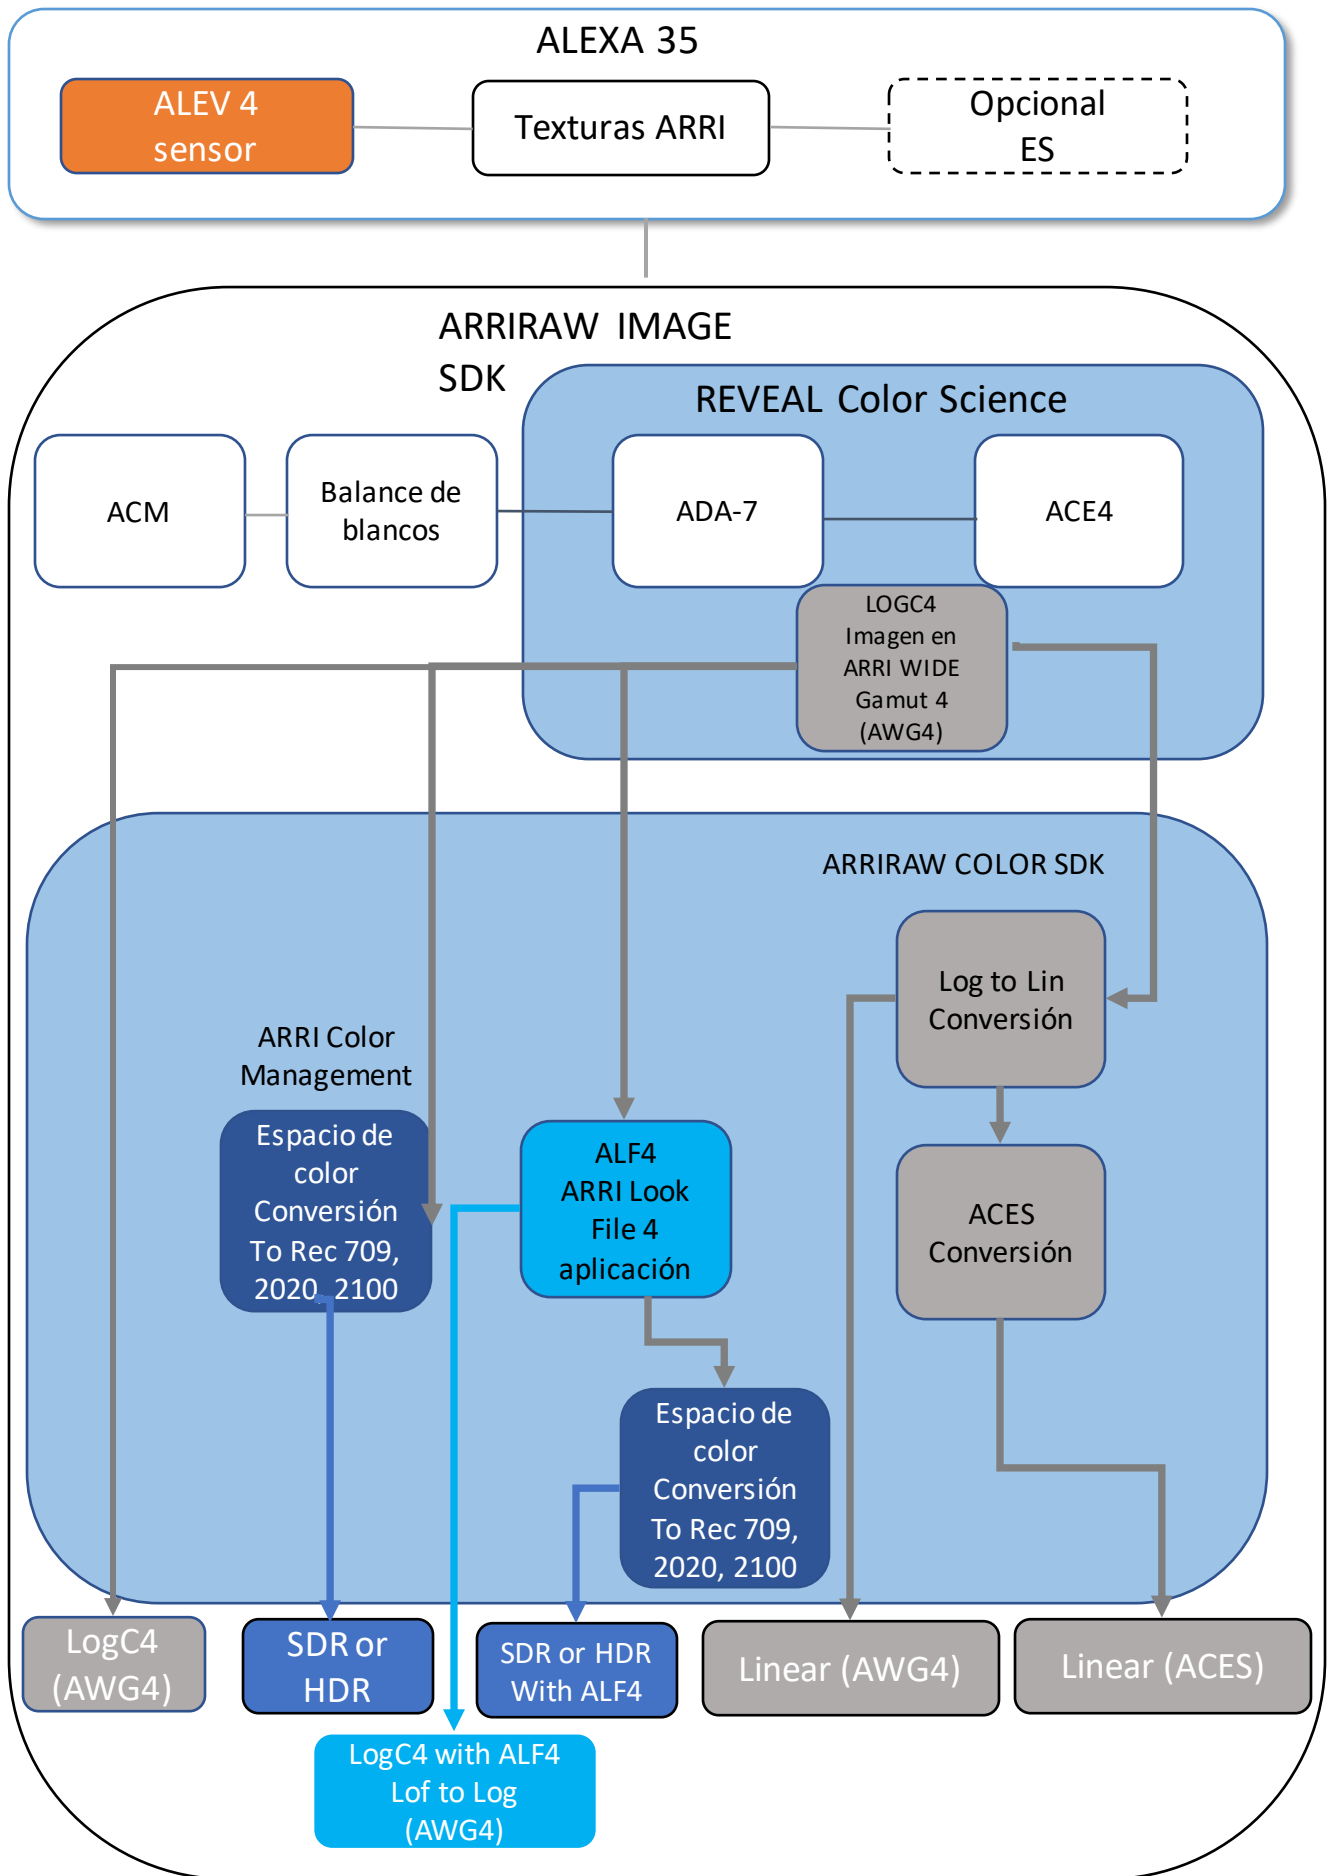 ALEXA 35
ALEV 4
sensor
Texturas ARRI
Opcional
ES
ARRIRAW IMAGE
SDK
REVEAL Color Science
ACM
Balance de
blancos
ADA-7
ACE4
LOGC4
Imagen en
ARRI WIDE
Gamut 4
(AWG4)
ARRIRAW COLOR SDK
Log to Lin
Conversión
ARRI Color
Management
Espacio de
color
Conversión
To Rec 709,
2020, 2100
ALF4
ARRI Look
File 4
aplicación
ACES
Conversión
Espacio de
color
Conversión
To Rec 709,
2020, 2100
LogC4
(AWG4)
SDR or
HDR
SDR or HDR
With ALF4
Linear (AWG4)
Linear (ACES)
LogC4 with ALF4
Lof to Log
(AWG4)